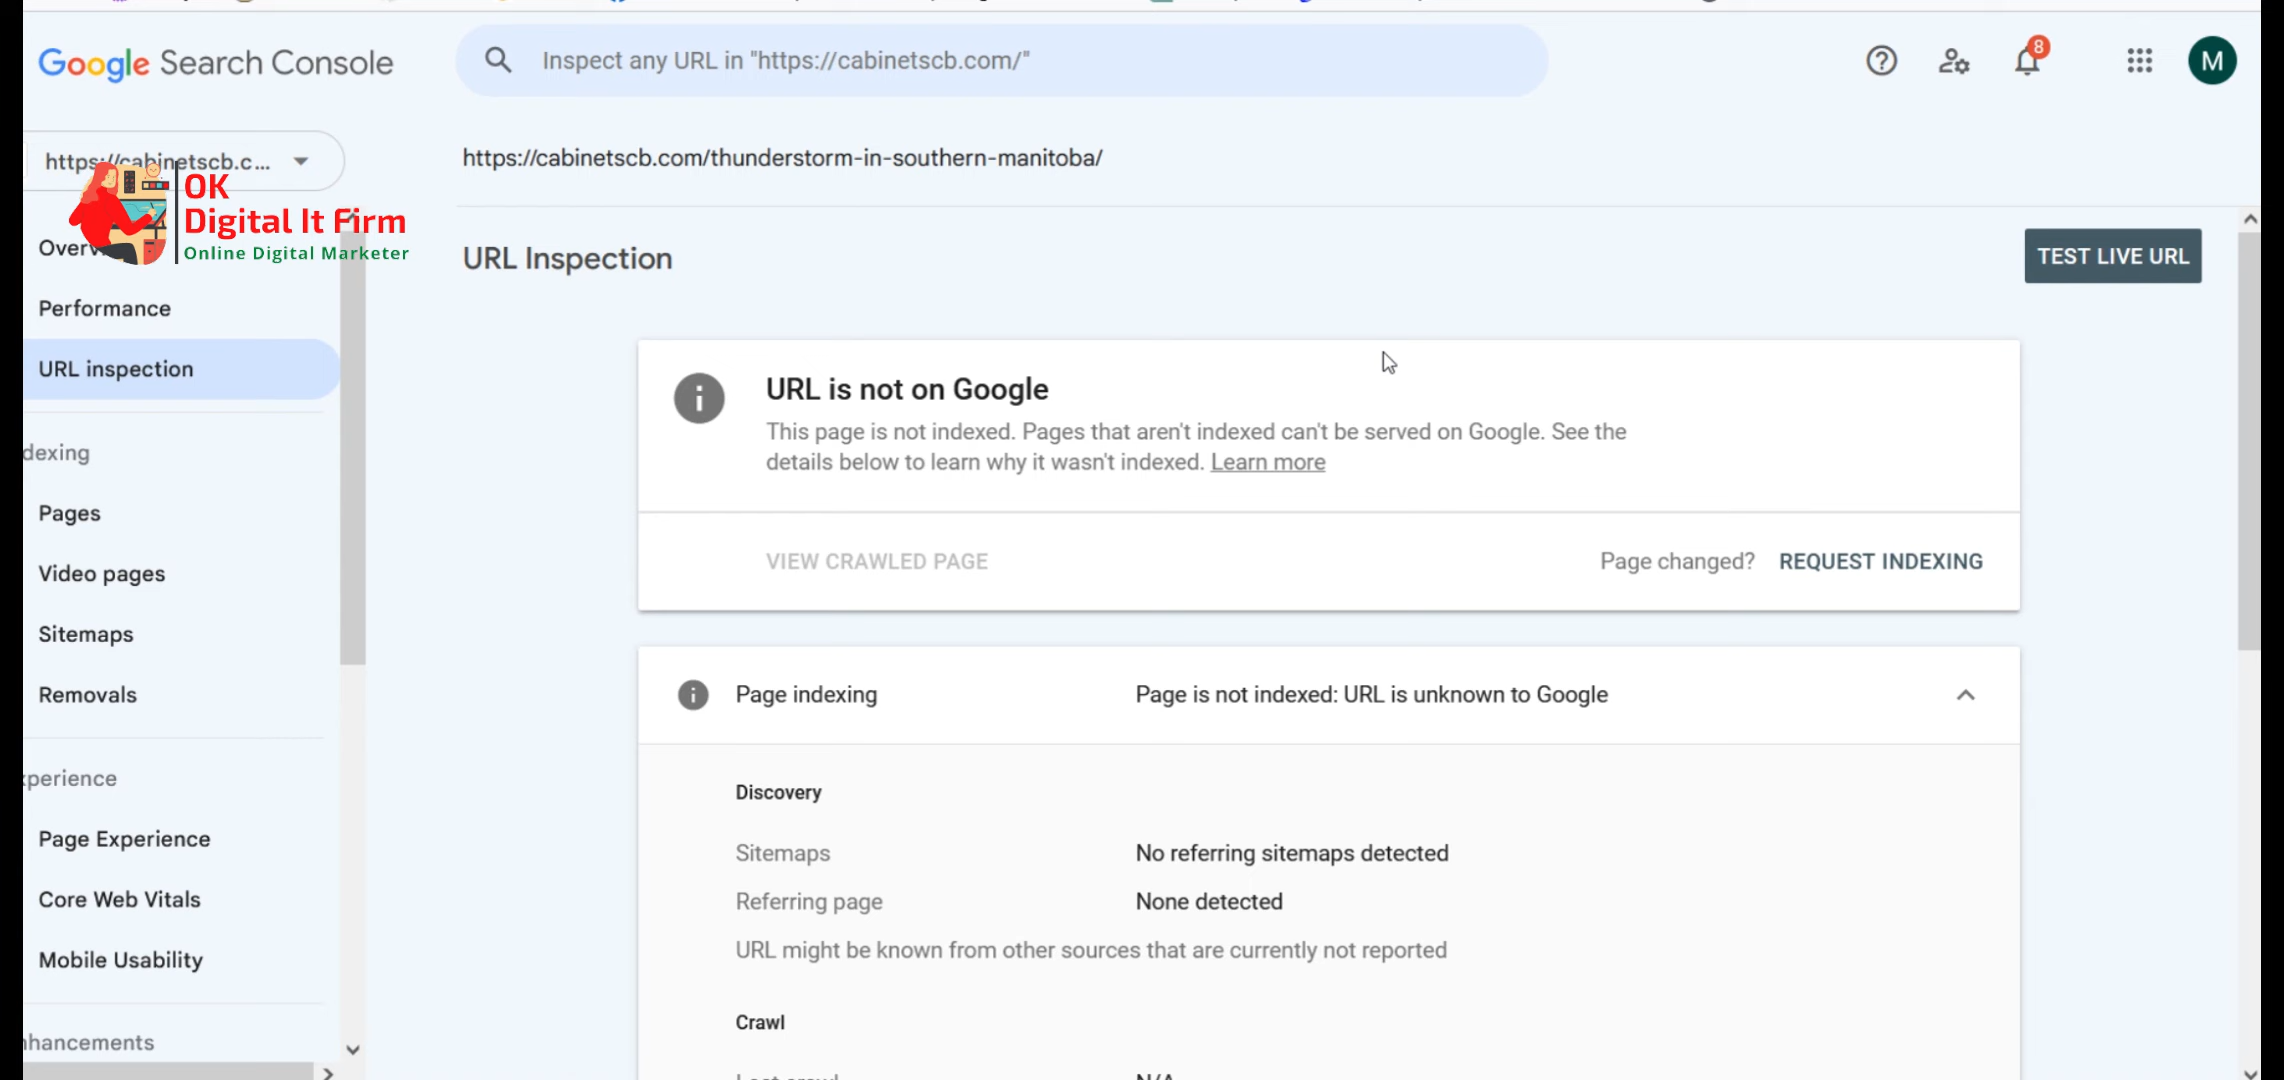 Google Search Console
Inspect any URL in "https://cabinetscb.com/"
8
M
https://cabinetscb.c...
https://cabinetscb.com/thunderstorm-in-southern-manitoba/
OK
Digital It Firm
Online Digital Marketer
URL Inspection
TEST LIVE URL
Performance
URL inspection
dexing
Pages
Video pages
Sitemaps
Removals
perience
Page Experience
Core Web Vitals
Mobile Usability
hancements
URL is not on Google
This page is not indexed. Pages that aren't indexed can't be served on Google. See the
details below to learn why it wasn't indexed. Learn more
VIEW CRAWLED PAGE
Page changed? REQUEST INDEXING
Page indexing
Page is not indexed: URL is unknown to Google
Discovery
Sitemaps
No referring sitemaps detected
Referring page
None detected
URL might be known from other sources that are currently not reported
Crawl
Last crawl
N/A